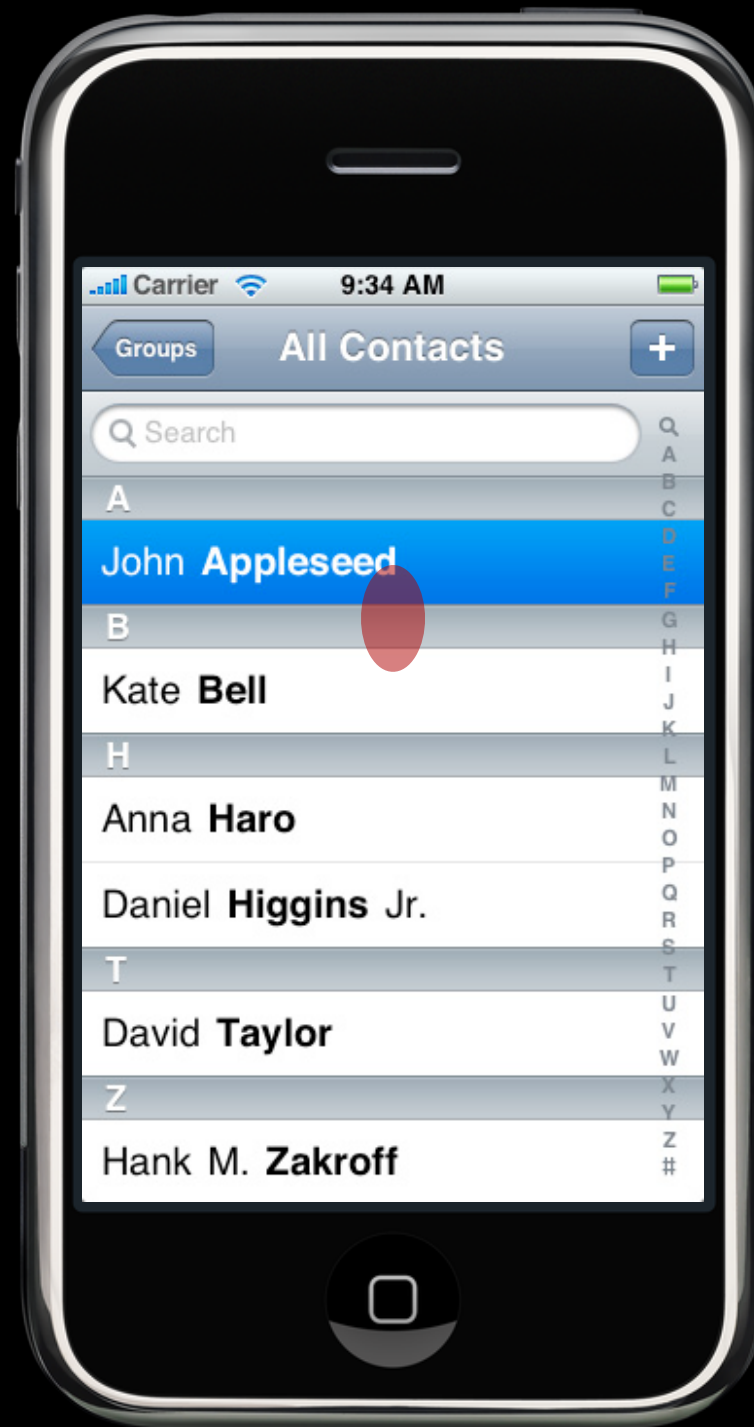 Carrier 9:34 AM
Groups All Contacts +
Search
A
John Appleseed
B
Kate Bell
H
Anna Haro
Daniel Higgins Jr.
T
David Taylor
Z
Hank M. Zakroff
A
B
C
D
E
F
G
H
I
J
K
L
M
N
O
P
Q
R
S
T
U
V
W
X
Y
Z
#